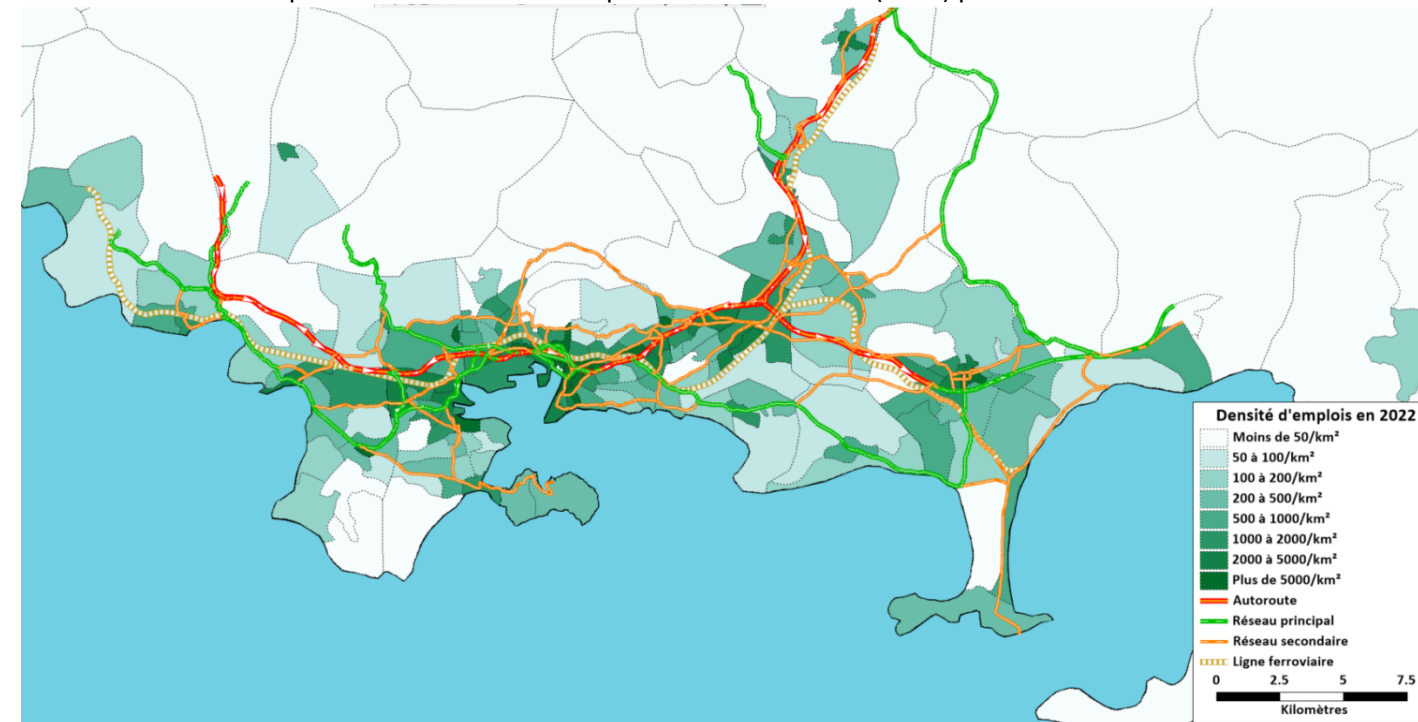 Densité d'emplois en 2022
Moins de 50/km²
50 à 100/km²
100 à 200/km²
200 à 500/km²
500 à 1000/km²
1000 à 2000/km²
2000 à 5000/km²
Plus de 5000/km²
Autoroute
Réseau principal
Réseau secondaire
Ligne ferroviaire
0 2.5 5 7.5
Kilomètres